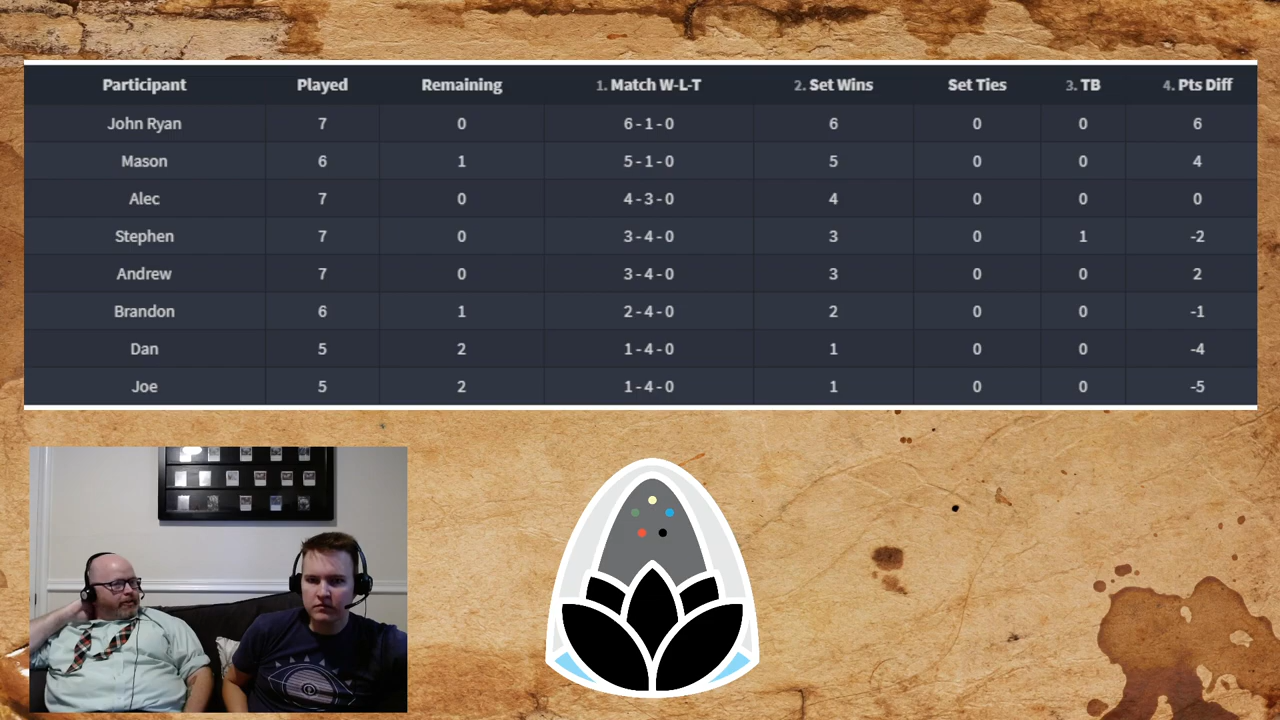 Participant Played Remaining 1. Match W-L-T 2. Set Wins Set Ties 3. TB 4. Pts Diff
John Ryan 7 0 6 - 1 - 0 6 0 0 6
Mason 6 1 5 - 1 - 0 5 0 0 4
Alec 7 0 4 - 3 - 0 4 0 0 0
Stephen 7 0 3 - 4 - 0 3 0 1 -2
Andrew 7 0 3 - 4 - 0 3 0 0 2
Brandon 6 1 2 - 4 - 0 2 0 0 -1
Dan 5 2 1 - 4 - 0 1 0 0 -4
Joe 5 2 1 - 4 - 0 1 0 0 -5